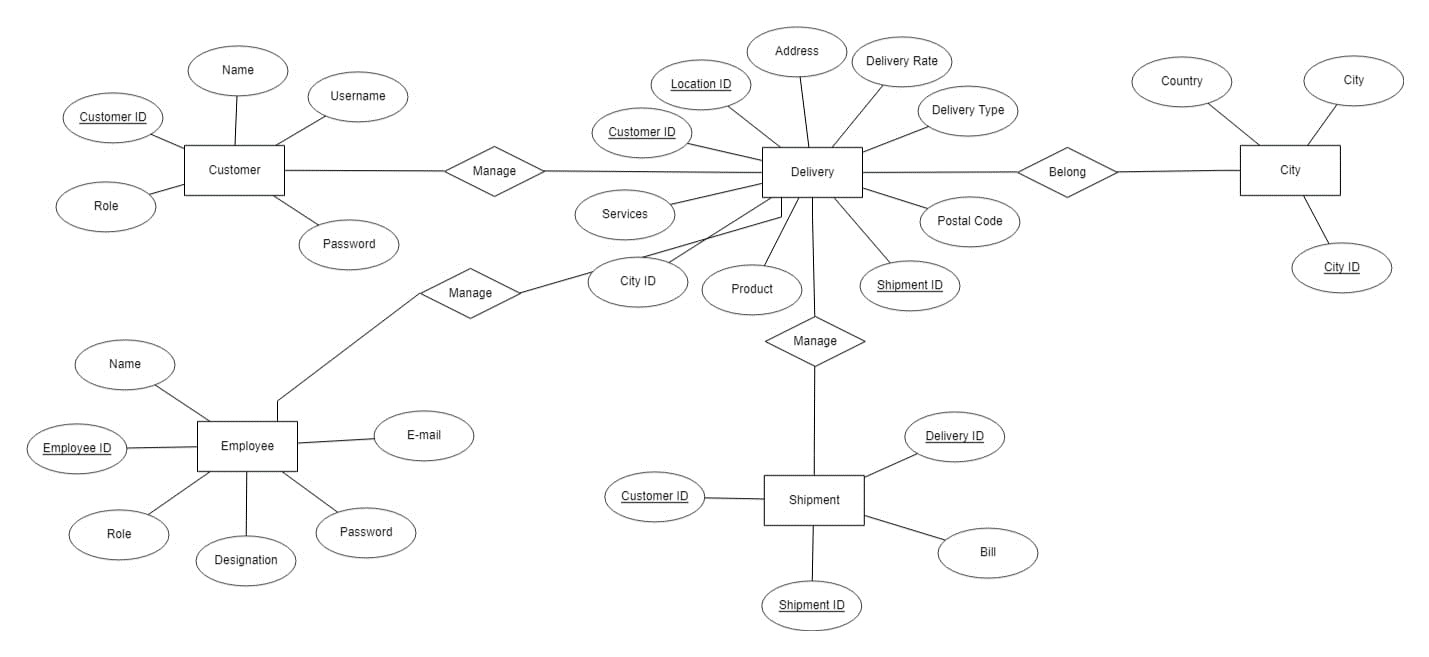 Address
Delivery Rate
Name
Location ID
Country
City
Username
Delivery Type
Customer ID
Customer ID
Customer
Manage
Delivery
Belong
City
Role
Services
Postal Code
Password
City ID
City ID
Product
Shipment ID
Manage
Manage
Name
E-mail
Delivery ID
Employee ID
Employee
Customer ID
Shipment
Role
Password
Bill
Designation
Shipment ID